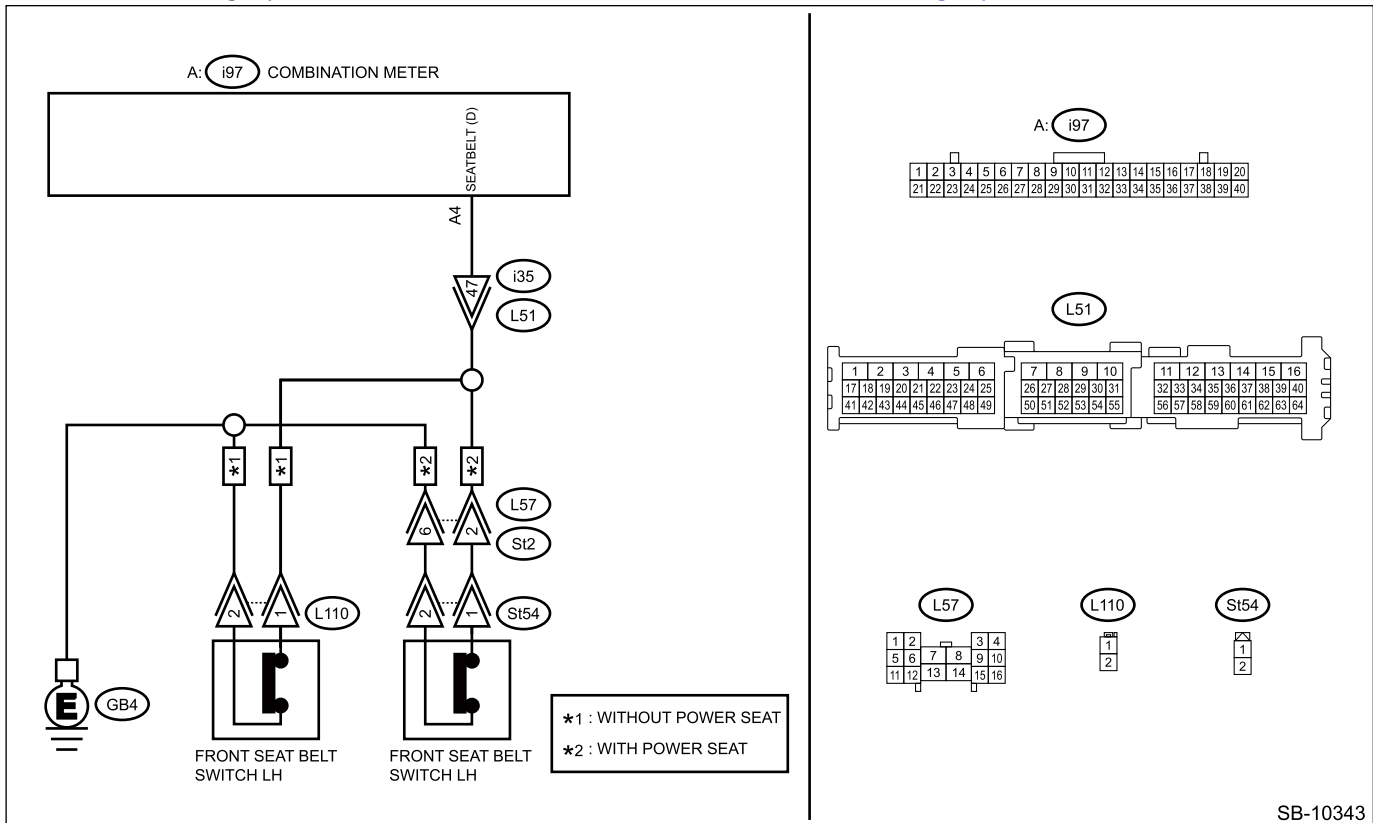 A: i97 COMBINATION METER
SEATBELT (D)
A4
47
i35
L51
*1
*1
*2
*2
6
2
L57
St2
2
1
L110
2
1
St54
E
GB4
FRONT SEAT BELT
SWITCH LH
FRONT SEAT BELT
SWITCH LH
*1 : WITHOUT POWER SEAT
*2 : WITH POWER SEAT
A: i97
1 2 3 4 5 6 7 8 9 10 11 12 13 14 15 16 17 18 19 20
21 22 23 24 25 26 27 28 29 30 31 32 33 34 35 36 37 38 39 40
L51
1 2 3 4 5 6 7 8 9 10 11 12 13 14 15 16
17 18 19 20 21 22 23 24 25 26 27 28 29 30 31 32 33 34 35 36 37 38 39 40
41 42 43 44 45 46 47 48 49 50 51 52 53 54 55 56 57 58 59 60 61 62 63 64
L57
1 2 3 4
5 6 7 8 9 10
11 12 13 14 15 16
L110
1
2
St54
1
2
SB-10343